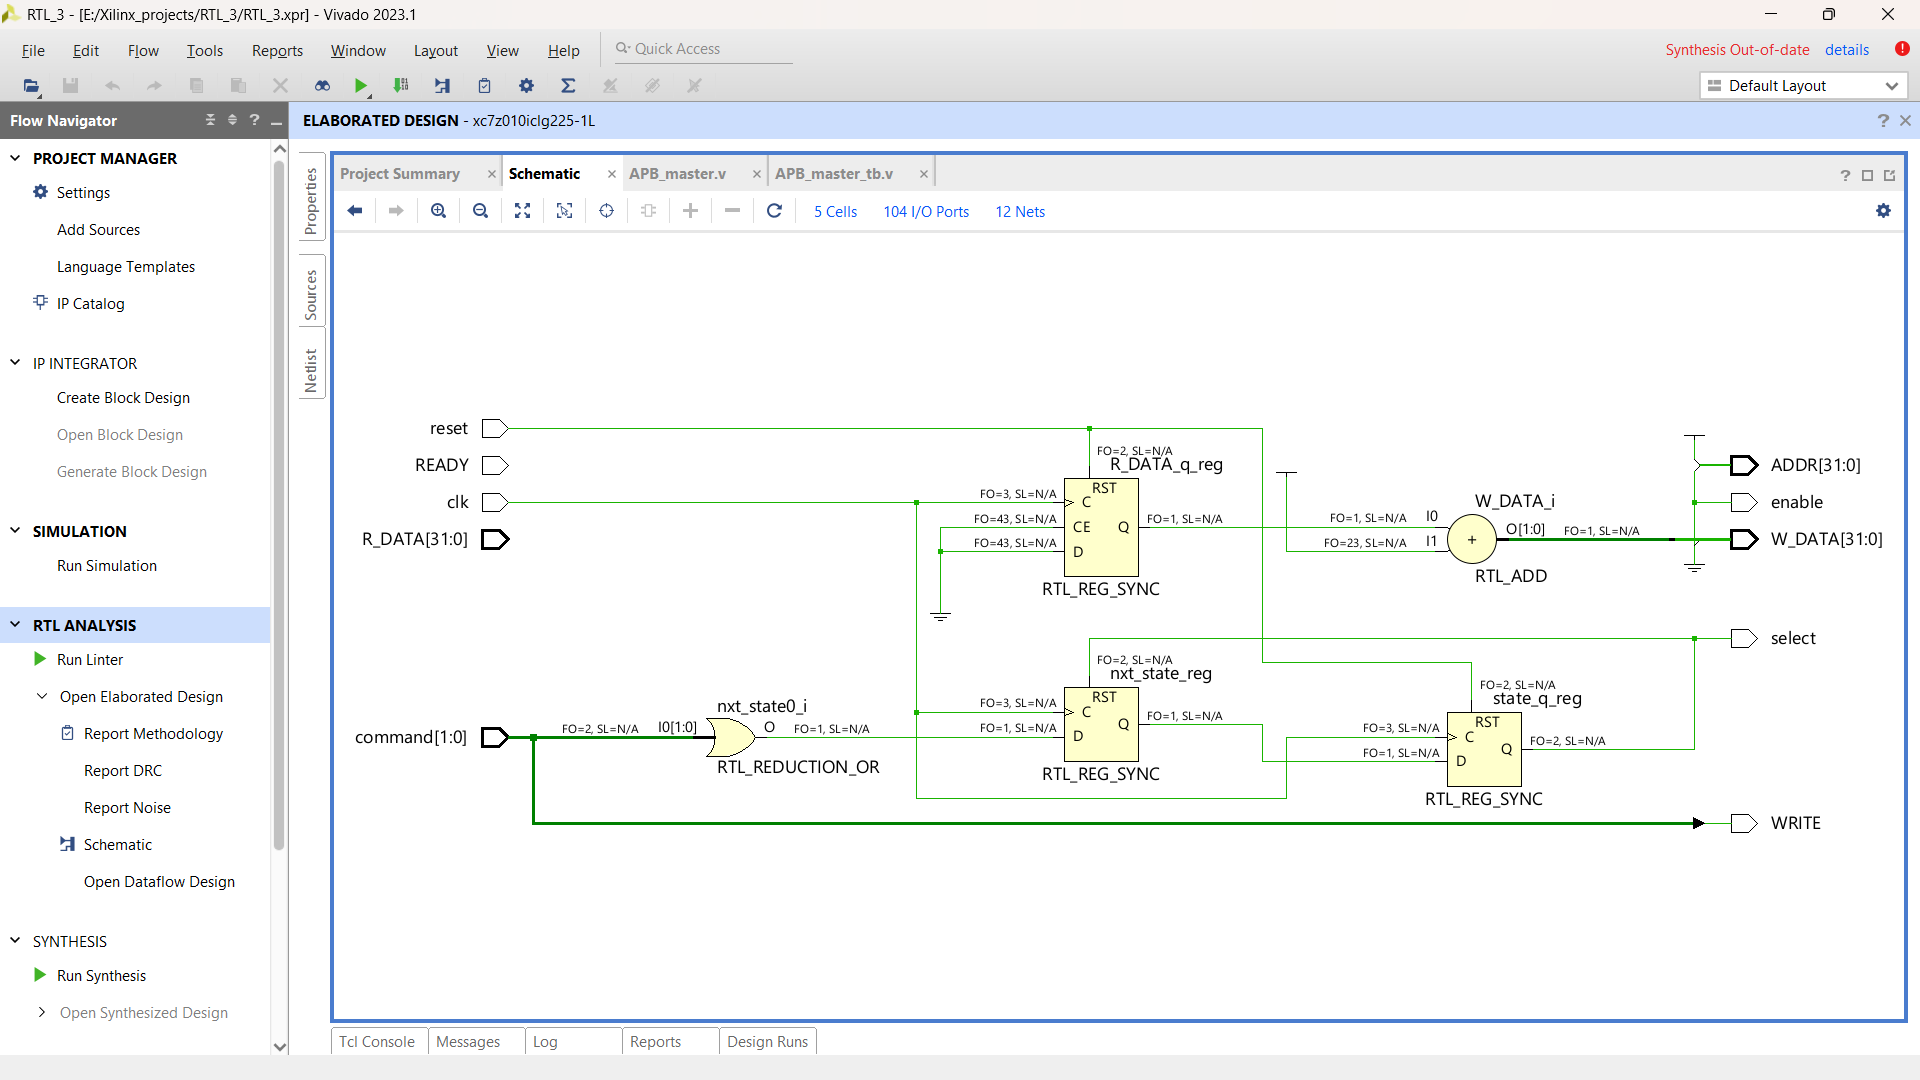 RTL_3 - [E:/Xilinx_projects/RTL_3/RTL_3.xpr] - Vivado 2023.1
File Edit Flow Tools Reports Window Layout View Help Quick Access
Synthesis Out-of-date details
Default Layout
Flow Navigator
ELABORATED DESIGN - xc7z010iclg225-1L
PROJECT MANAGER
Settings
Add Sources
Language Templates
IP Catalog
IP INTEGRATOR
Create Block Design
Open Block Design
Generate Block Design
SIMULATION
Run Simulation
RTL ANALYSIS
Run Linter
Open Elaborated Design
Report Methodology
Report DRC
Report Noise
Schematic
Open Dataflow Design
SYNTHESIS
Run Synthesis
Open Synthesized Design
Properties
Sources
Netlist
Project Summary Schematic APB_master.v APB_master_tb.v
5 Cells 104 I/O Ports 12 Nets
reset
READY
clk
R_DATA[31:0]
command[1:0]
FO=2, SL=N/A
I0[1:0]
nxt_state0_i
O
FO=1, SL=N/A
RTL_REDUCTION_OR
FO=2, SL=N/A
R_DATA_q_reg
RST
FO=3, SL=N/A
C
FO=43, SL=N/A
CE
Q
FO=1, SL=N/A
FO=43, SL=N/A
D
RTL_REG_SYNC
FO=2, SL=N/A
nxt_state_reg
RST
FO=3, SL=N/A
C
Q
FO=1, SL=N/A
FO=1, SL=N/A
D
RTL_REG_SYNC
W_DATA_i
FO=1, SL=N/A
I0
O[1:0]
FO=1, SL=N/A
FO=23, SL=N/A
I1
+
RTL_ADD
FO=2, SL=N/A
state_q_reg
RST
FO=3, SL=N/A
C
Q
FO=2, SL=N/A
FO=1, SL=N/A
D
RTL_REG_SYNC
ADDR[31:0]
enable
W_DATA[31:0]
select
WRITE
Tcl Console Messages Log Reports Design Runs